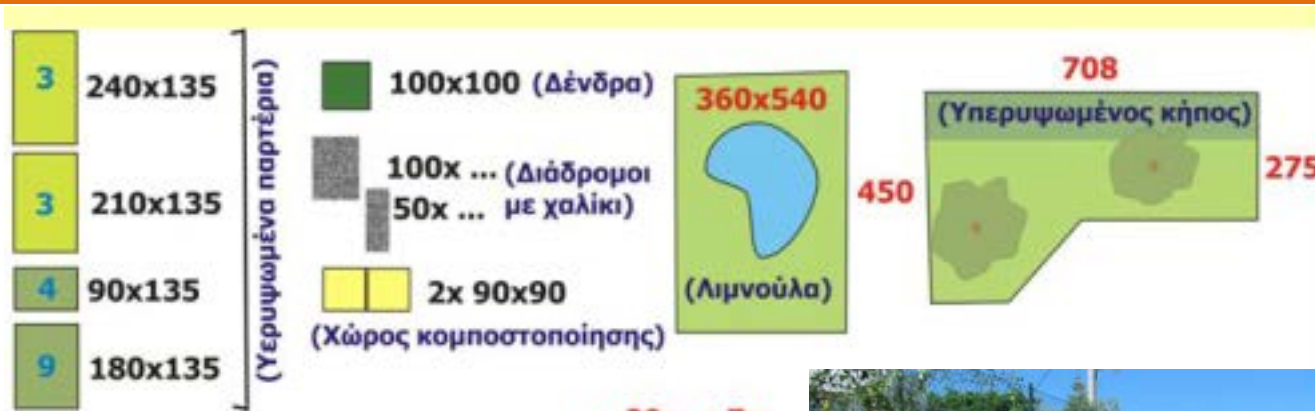 3 240x135
3 210x135
4 90x135
9 180x135
(Υερυψωμένα παρτέρια)
100x100 (Δένδρα)
100x ... (Διάδρομοι
50x ... με χαλίκι)
2x 90x90
(Χώρος κομποστοποίησης)
360x540
(Λιμνούλα)
708
(Υπερυψωμένος κήπος)
450
275